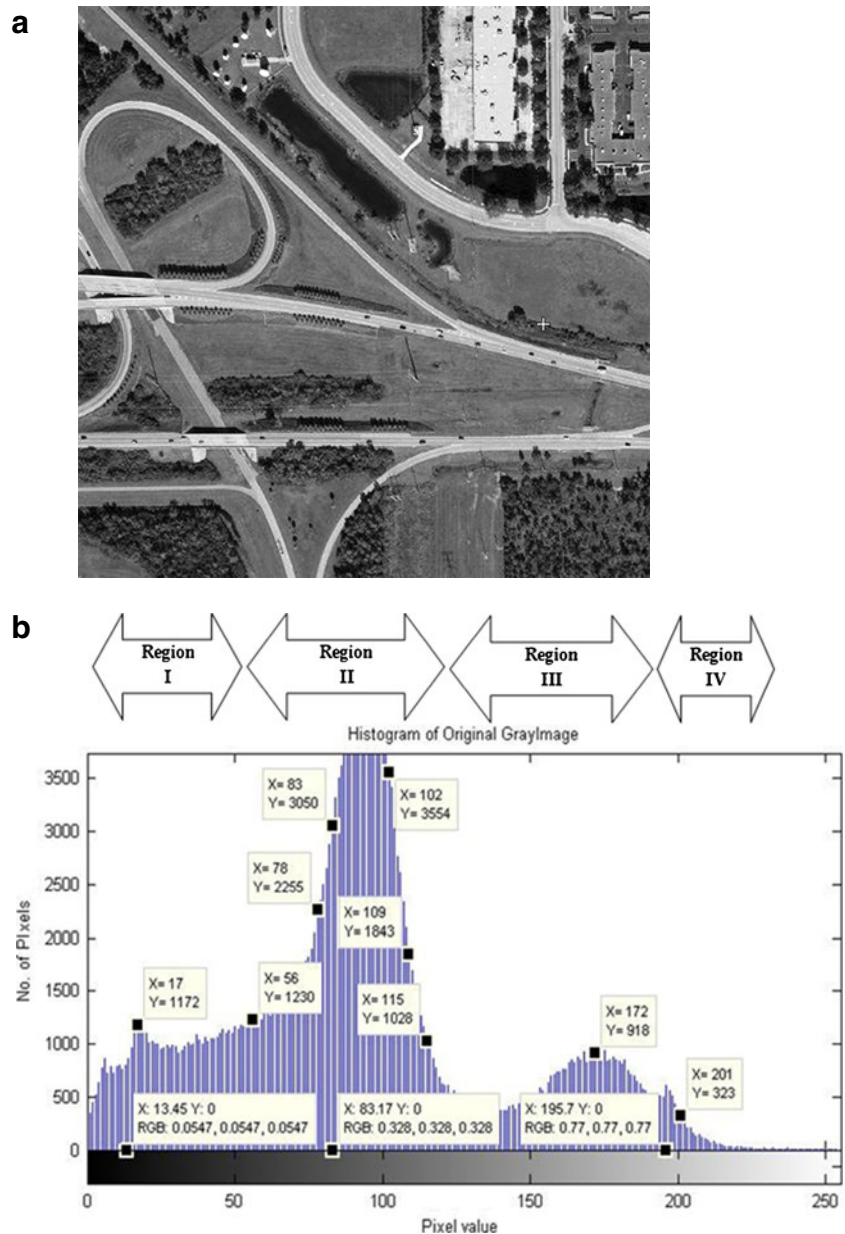 a
b
Region
I
Region
II
Region
III
Region
IV
Histogram of Original GrayImage
3500
3000
2500
2000
1500
1000
500
0
No. of Pixels
X= 83
Y= 3050
X= 102
Y= 3554
X= 78
Y= 2255
X= 109
Y= 1843
X= 17
Y= 1172
X= 56
Y= 1230
X= 115
Y= 1028
X= 172
Y= 918
X= 201
Y= 323
X: 13.45 Y: 0
RGB: 0.0547, 0.0547, 0.0547
X: 83.17 Y: 0
RGB: 0.328, 0.328, 0.328
X: 195.7 Y: 0
RGB: 0.77, 0.77, 0.77
0
50
100
150
200
250
Pixel value